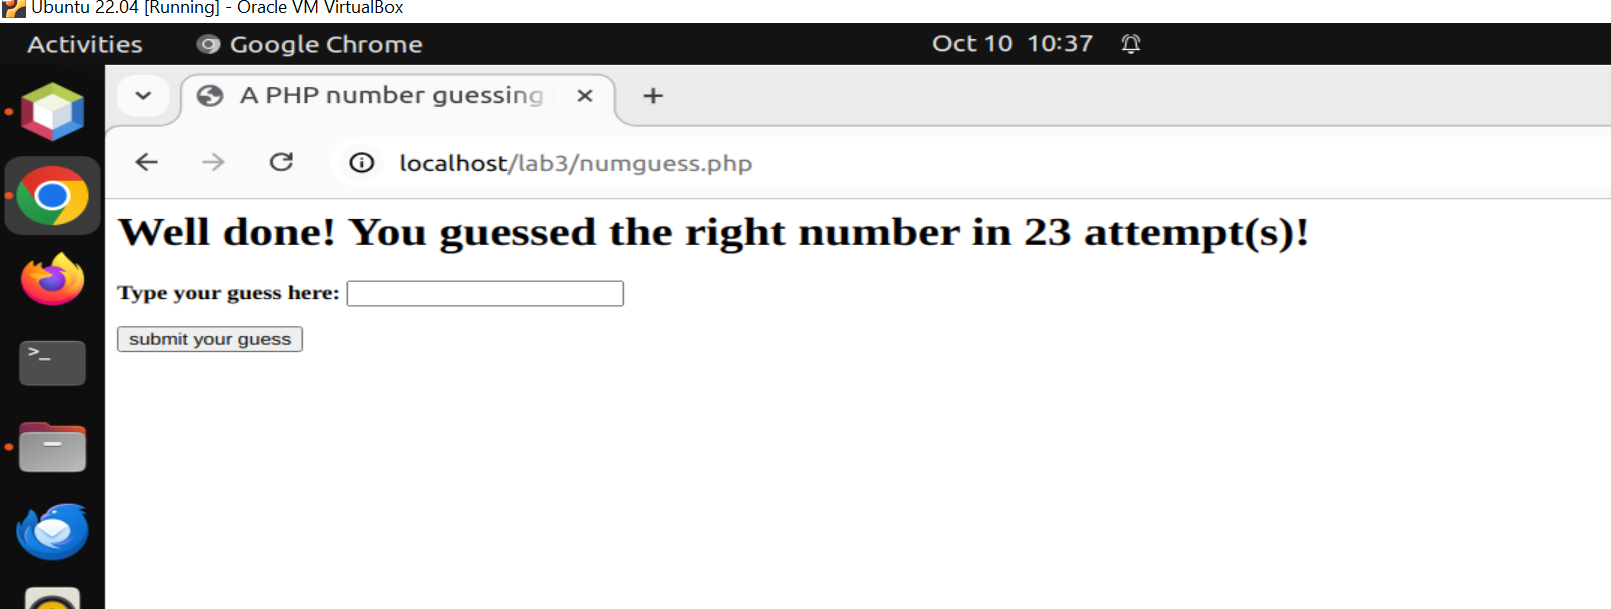 Ubuntu 22.04 [Running] - Oracle VM VirtualBox
Activities Google Chrome Oct 10 10:37
A PHP number guessing
localhost/lab3/numguess.php
Well done! You guessed the right number in 23 attempt(s)!
Type your guess here:
submit your guess
>_